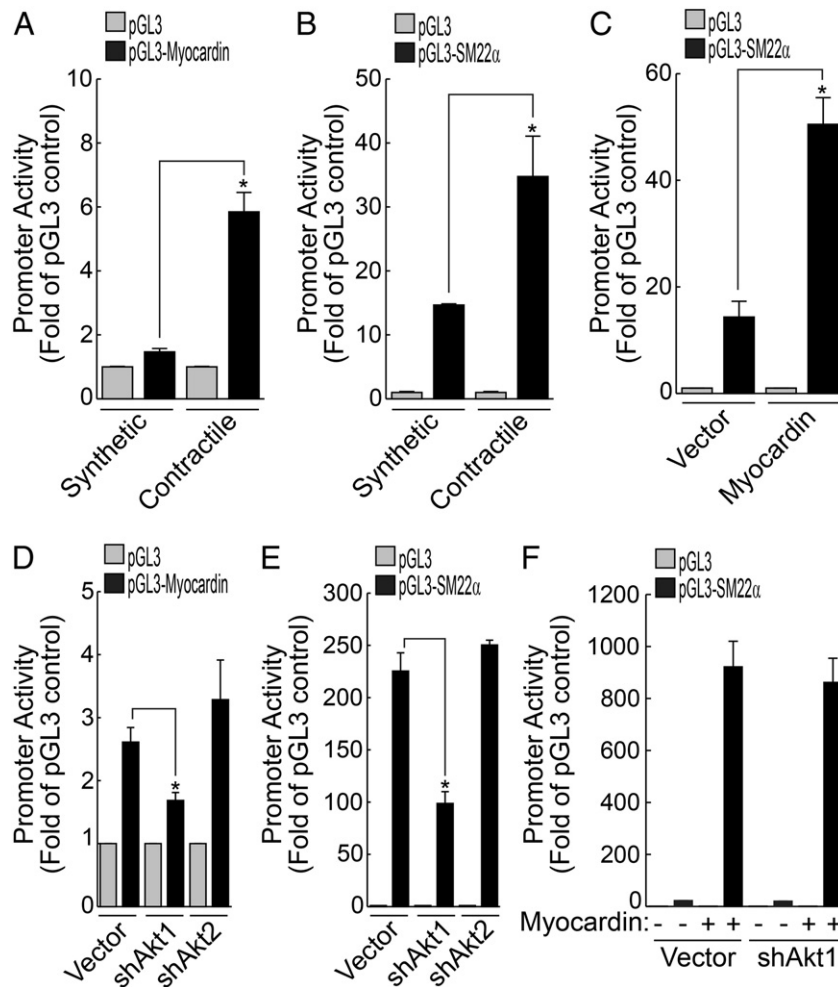 A
pGL3
pGL3-Myocardin
Promoter Activity
(Fold of pGL3 control)
10
8
6
4
2
1
0
*
Synthetic
Contractile
B
pGL3
pGL3-SM22α
Promoter Activity
(Fold of pGL3 control)
50
40
30
20
10
0
*
Synthetic
Contractile
C
pGL3
pGL3-SM22α
Promoter Activity
(Fold of pGL3 control)
60
40
20
0
*
Vector
Myocardin
D
pGL3
pGL3-Myocardin
Promoter Activity
(Fold of pGL3 control)
5
4
3
2
1
0
*
Vector
shAkt1
shAkt2
E
pGL3
pGL3-SM22α
Promoter Activity
(Fold of pGL3 control)
300
250
200
150
100
50
0
*
Vector
shAkt1
shAkt2
F
pGL3
pGL3-SM22α
Promoter Activity
(Fold of pGL3 control)
1200
1000
800
600
400
200
0
Myocardin: - - + + - - + +
Vector shAkt1